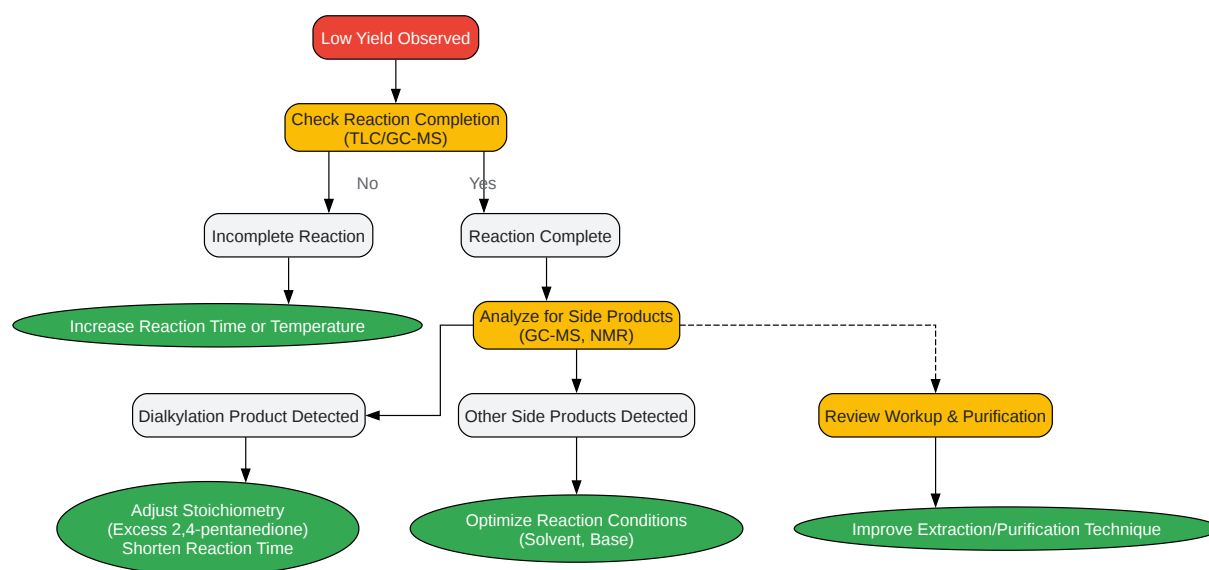 Low Yield Observed
Check Reaction Completion
(TLC/GC-MS)
No
Yes
Incomplete Reaction
Reaction Complete
Increase Reaction Time or Temperature
Analyze for Side Products
(GC-MS, NMR)
Dialkylation Product Detected
Other Side Products Detected
Review Workup & Purification
Adjust Stoichiometry
(Excess 2,4-pentanedione)
Shorten Reaction Time
Optimize Reaction Conditions
(Solvent, Base)
Improve Extraction/Purification Technique